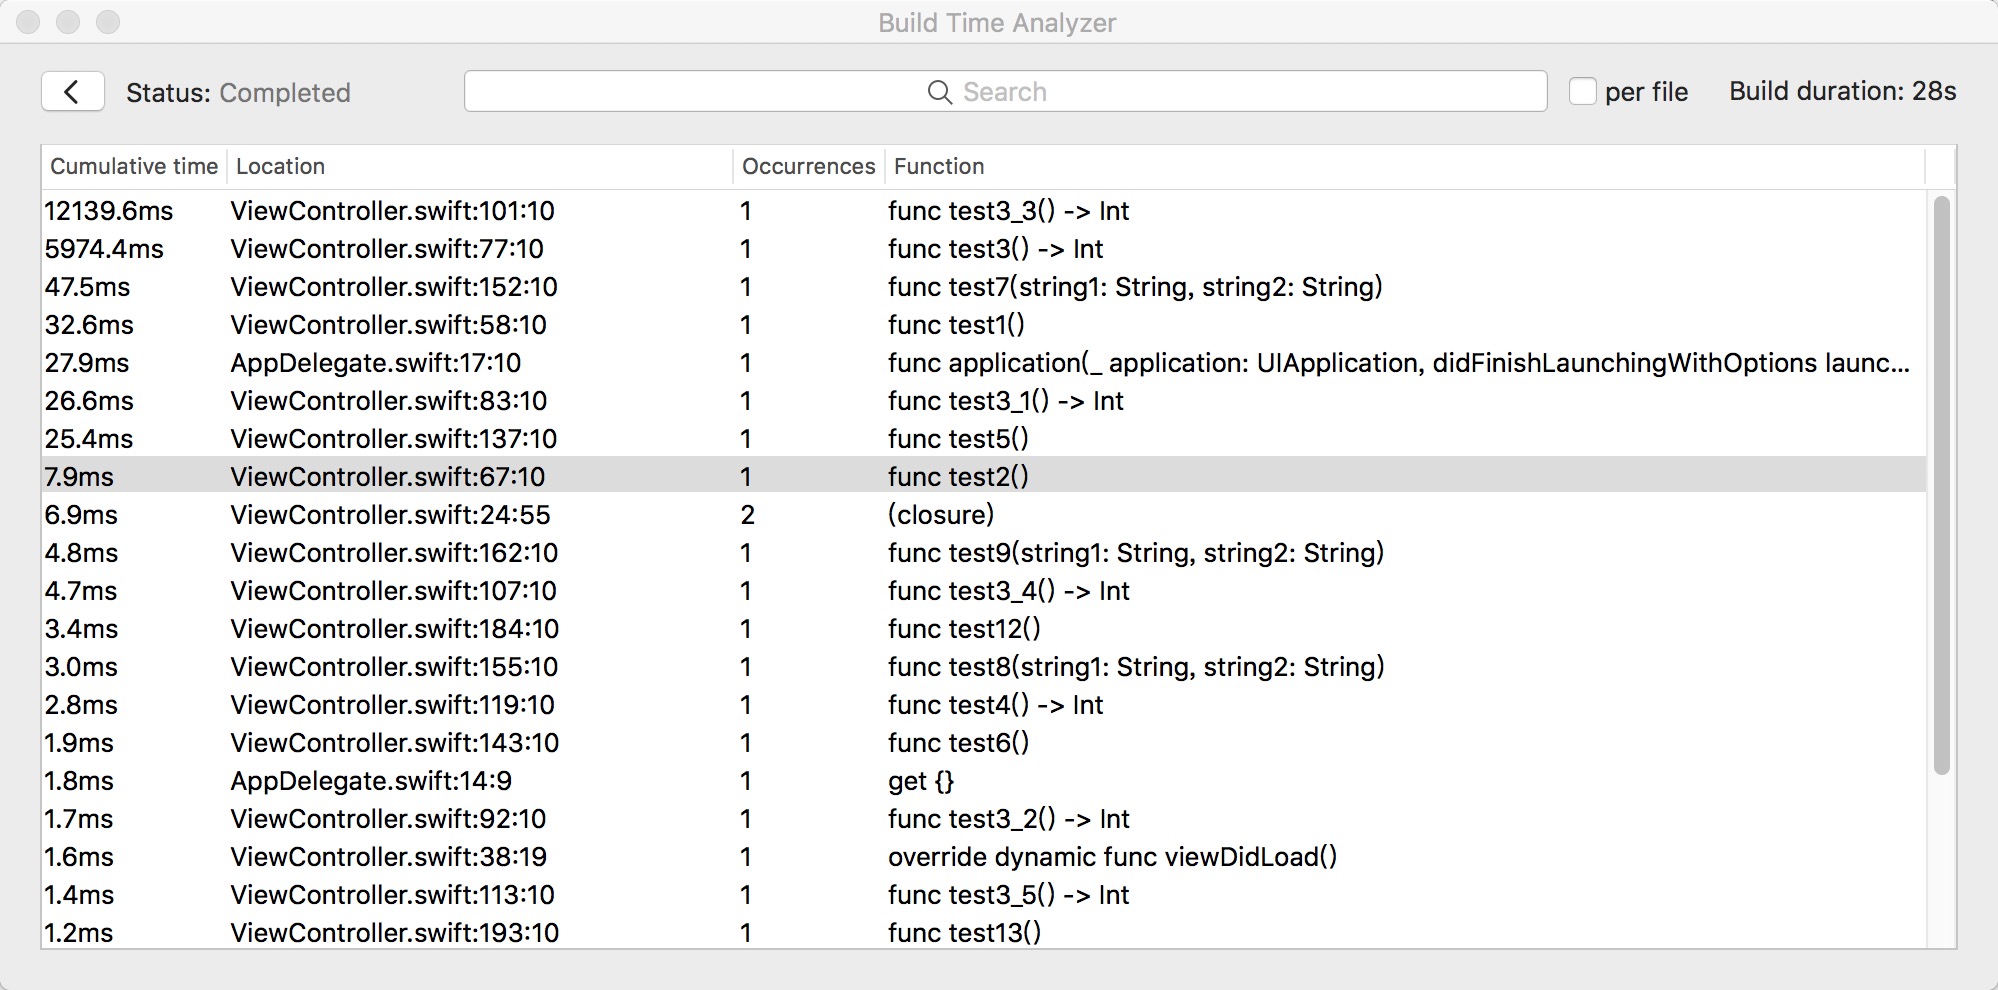 Build Time Analyzer
Status: Completed
Search
per file
Build duration: 28s
Cumulative time Location Occurrences Function
12139.6ms ViewController.swift:101:10 1 func test3_3() -> Int
5974.4ms ViewController.swift:77:10 1 func test3() -> Int
47.5ms ViewController.swift:152:10 1 func test7(string1: String, string2: String)
32.6ms ViewController.swift:58:10 1 func test1()
27.9ms AppDelegate.swift:17:10 1 func application(_ application: UIApplication, didFinishLaunchingWithOptions launc...
26.6ms ViewController.swift:83:10 1 func test3_1() -> Int
25.4ms ViewController.swift:137:10 1 func test5()
7.9ms ViewController.swift:67:10 1 func test2()
6.9ms ViewController.swift:24:55 2 (closure)
4.8ms ViewController.swift:162:10 1 func test9(string1: String, string2: String)
4.7ms ViewController.swift:107:10 1 func test3_4() -> Int
3.4ms ViewController.swift:184:10 1 func test12()
3.0ms ViewController.swift:155:10 1 func test8(string1: String, string2: String)
2.8ms ViewController.swift:119:10 1 func test4() -> Int
1.9ms ViewController.swift:143:10 1 func test6()
1.8ms AppDelegate.swift:14:9 1 get {}
1.7ms ViewController.swift:92:10 1 func test3_2() -> Int
1.6ms ViewController.swift:38:19 1 override dynamic func viewDidLoad()
1.4ms ViewController.swift:113:10 1 func test3_5() -> Int
1.2ms ViewController.swift:193:10 1 func test13()